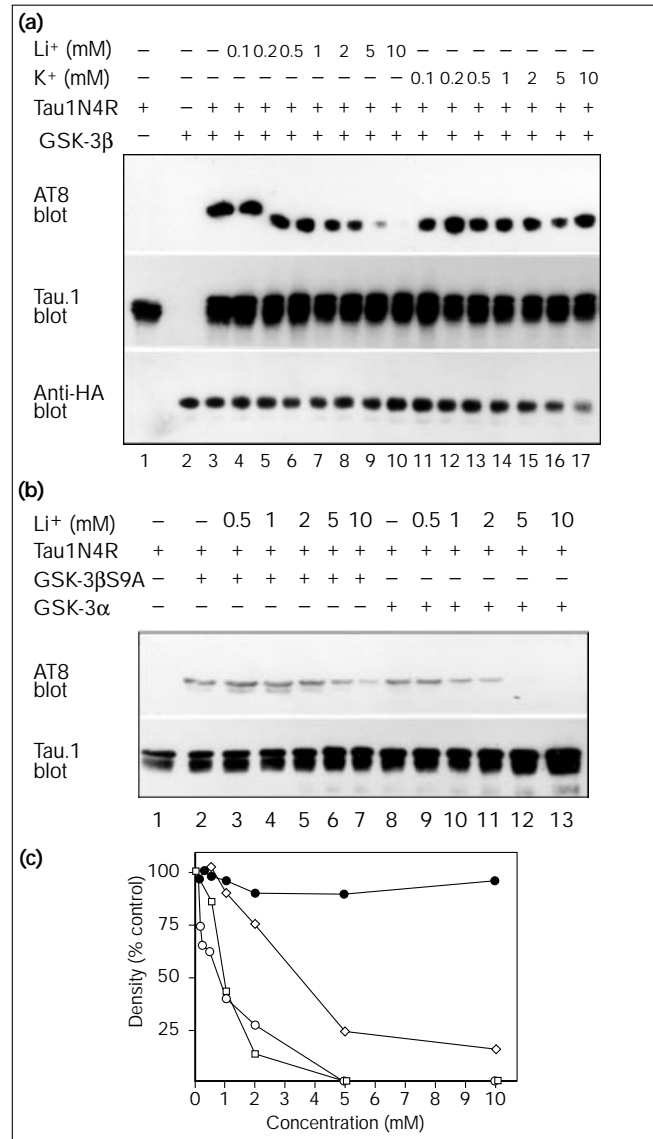 (a)
Li+ (mM) – – – 0.1 0.2 0.5 1 2 5 10 – – – – – – –
K+ (mM) – – – – – – – – – – 0.1 0.2 0.5 1 2 5 10
Tau1N4R + – + + + + + + + + + + + + + + +
GSK-3β – + + + + + + + + + + + + + + + +
AT8
blot
Tau.1
blot
Anti-HA
blot
1 2 3 4 5 6 7 8 9 10 11 12 13 14 15 16 17
(b)
Li+ (mM) – – 0.5 1 2 5 10 – 0.5 1 2 5 10
Tau1N4R + + + + + + + + + + + + +
GSK-3βS9A – + + + + + + – – – – – –
GSK-3α – – – – – – – + + + + + +
AT8
blot
Tau.1
blot
1 2 3 4 5 6 7 8 9 10 11 12 13
(c)
Density (% control)
100
75
50
25
0 1 2 3 4 5 6 7 8 9 10
Concentration (mM)